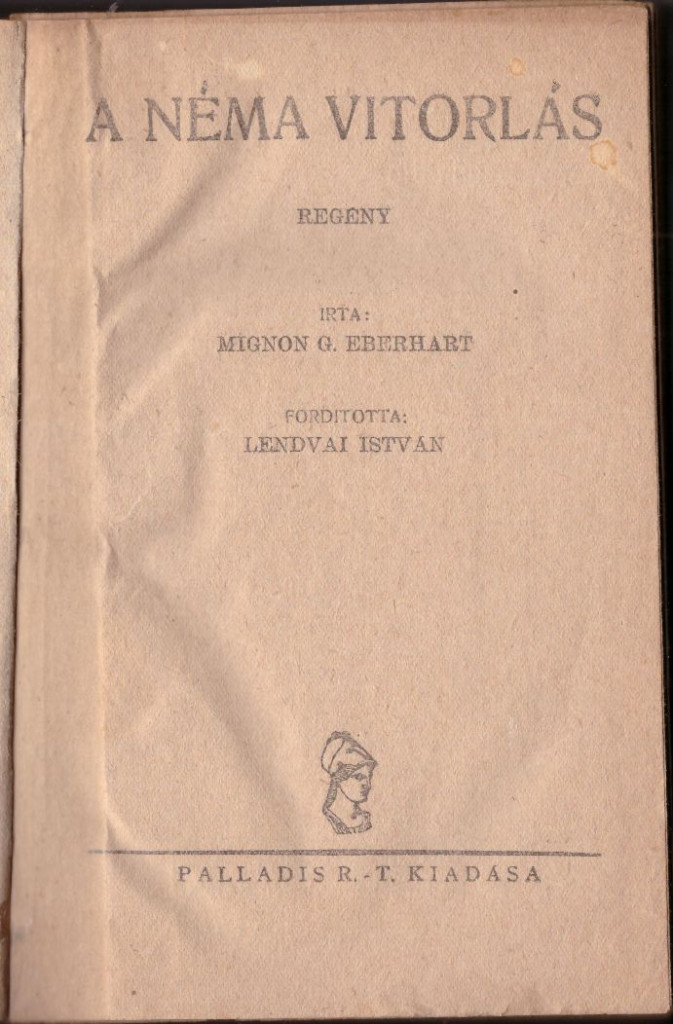 A NÉMA VITORLÁS
REGÉNY
IRTA:
MIGNON G. EBERHART
FORDITOTTA:
LENDVAI ISTVÁN
PALLADIS R.-T. KIADÁSA